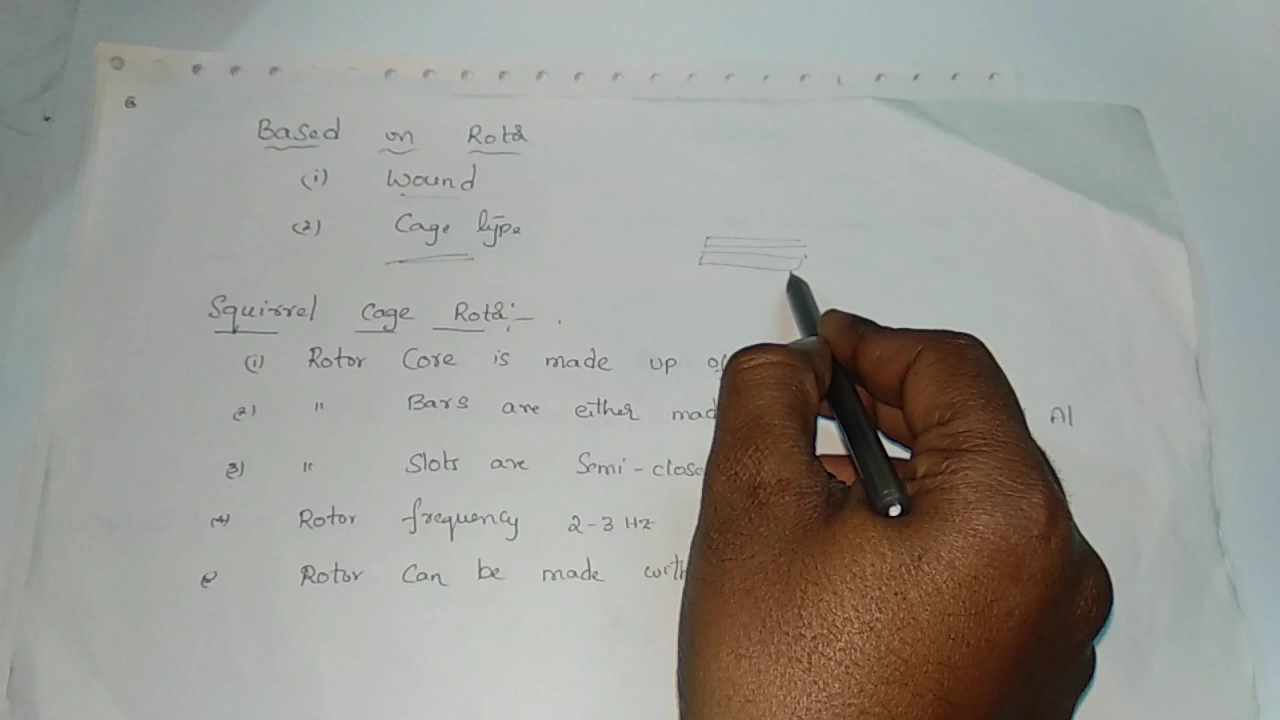 Based on Rotor
(i) Wound
(2) Cage type
Squirrel Cage Rotor:-
(i) Rotor Core is made up of
(2) " Bars are either mad Al
3) " Slots are Semi-close
(4) Rotor frequency 2-3 Hz
Rotor Can be made with